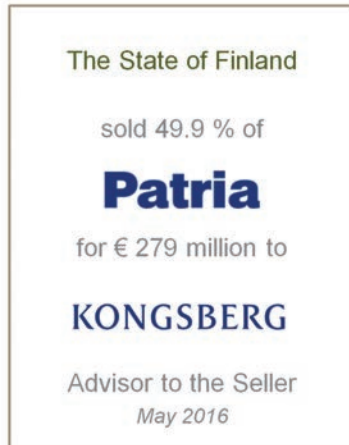 The State of Finland
sold 49.9 % of
Patria
for € 279 million to
KONGSBERG
Advisor to the Seller
May 2016